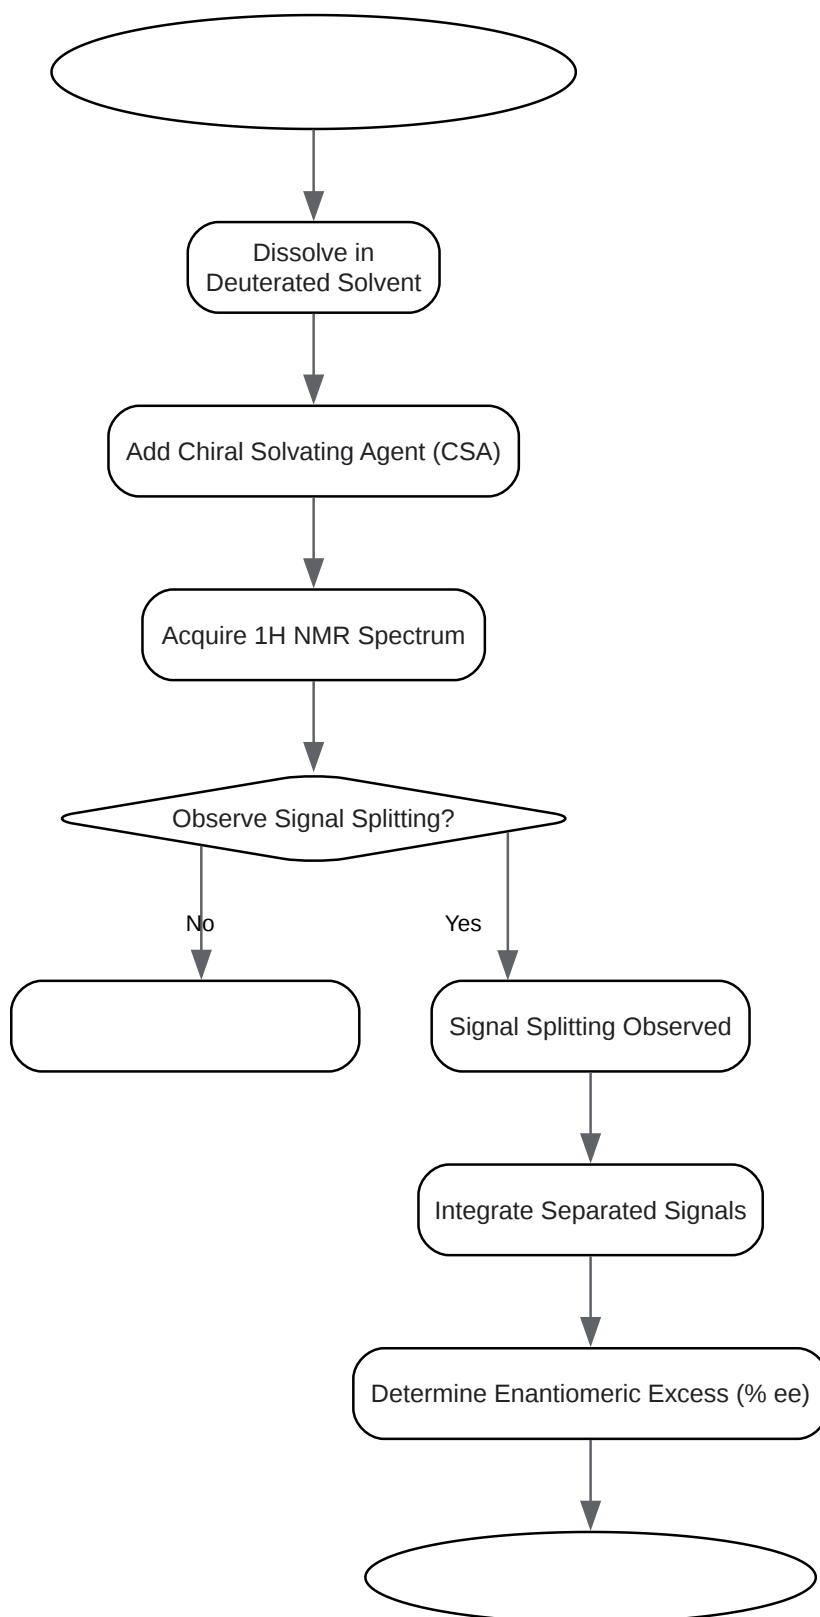 Dissolve in
Deuterated Solvent
Add Chiral Solvating Agent (CSA)
Acquire 1H NMR Spectrum
Observe Signal Splitting?
No
Yes
Signal Splitting Observed
Integrate Separated Signals
Determine Enantiomeric Excess (% ee)